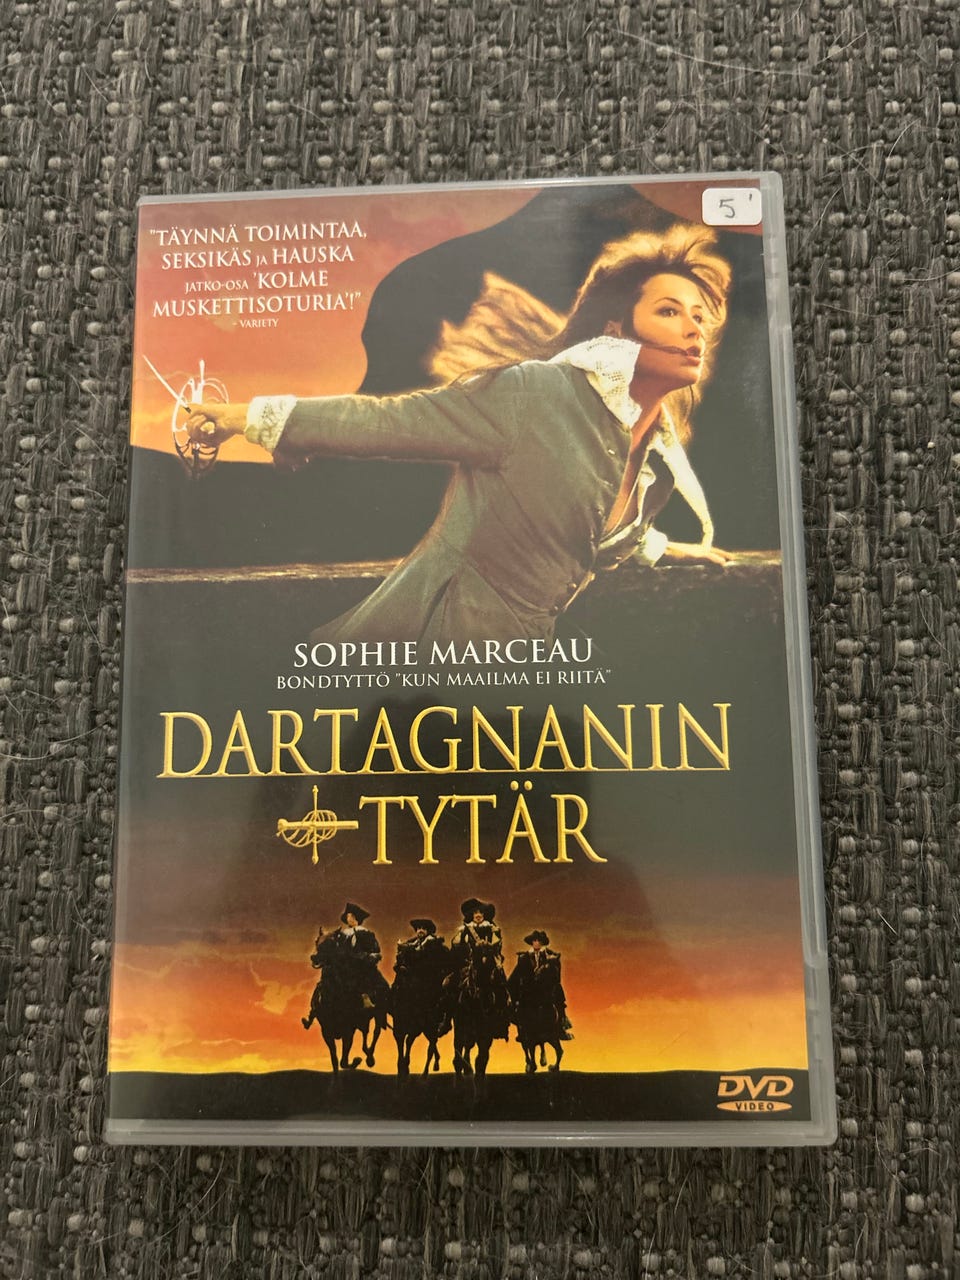 "TÄYNNÄ TOIMINTAA,
SEKSIKÄS JA HAUSKA
JATKO-OSA 'KOLME
MUSKETTISOTURIA'!"
- VARIETY
5 '
SOPHIE MARCEAU
BONDTYTTÖ "KUN MAAILMA EI RIITÄ"
DARTAGNANIN
TYTÄR
DVD
VIDEO